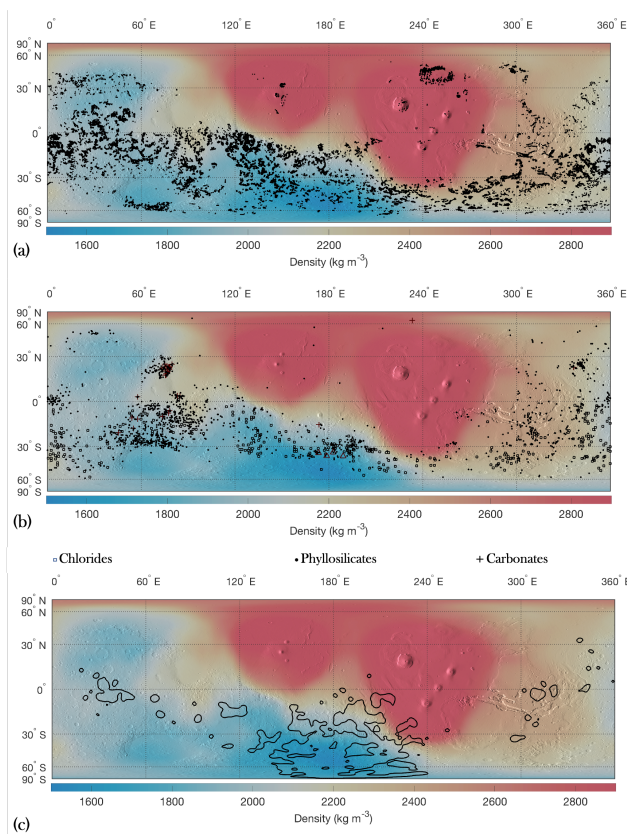 0° 60° E 120° E 180° E 240° E 300° E 360° E
90° N
60° N
30° N
0°
30° S
60° S
90° S
1600 1800 2000 2200 2400 2600 2800
Density (kg m⁻³)
(a)
0° 60° E 120° E 180° E 240° E 300° E 360° E
90° N
60° N
30° N
0°
30° S
60° S
90° S
1600 1800 2000 2200 2400 2600 2800
Density (kg m⁻³)
(b)
Chlorides Phyllosilicates + Carbonates
0° 60° E 120° E 180° E 240° E 300° E 360° E
90° N
60° N
30° N
0°
30° S
60° S
90° S
1600 1800 2000 2200 2400 2600 2800
Density (kg m⁻³)
(c)